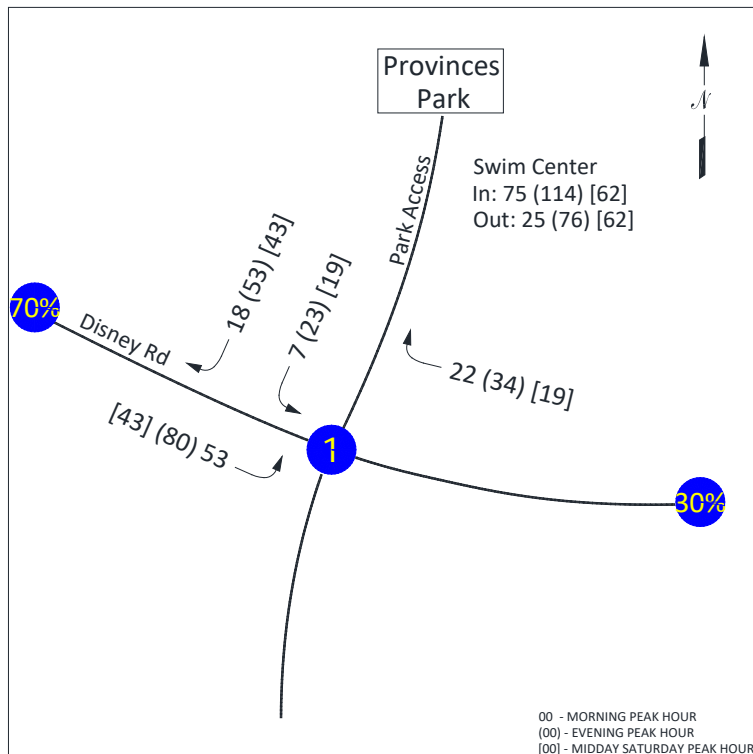 Provinces
Park
N
Swim Center
In: 75 (114) [62]
Out: 25 (76) [62]
Park Access
18 (53) [43]
7 (23) [19]
70%
Disney Rd
22 (34) [19]
[43] (80) 53
1
30%
00 - MORNING PEAK HOUR
(00) - EVENING PEAK HOUR
[00] - MIDDAY SATURDAY PEAK HOUR